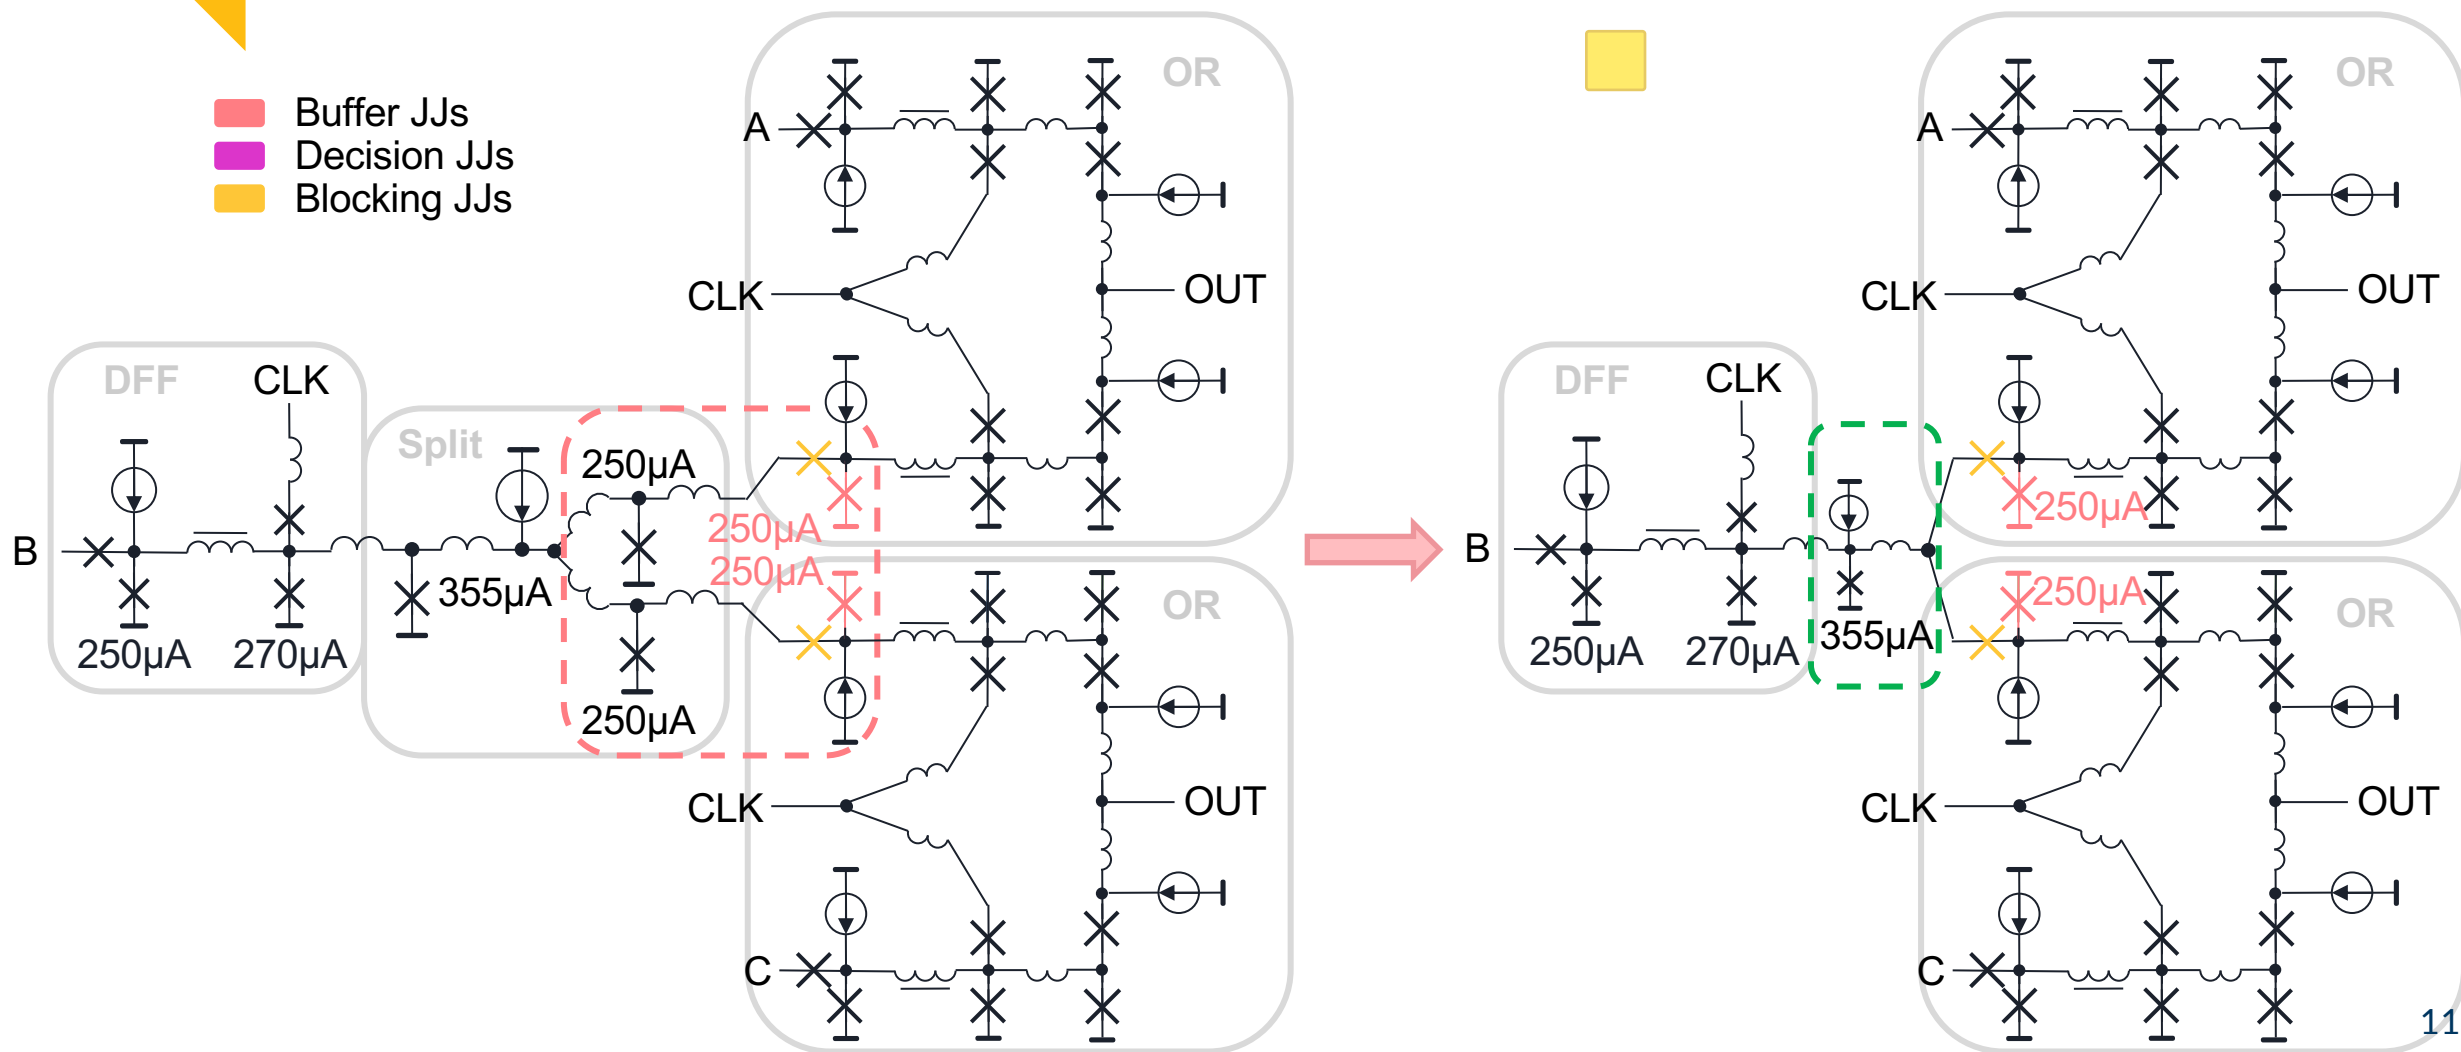 Buffer JJs
Decision JJs
Blocking JJs
OR
A
CLK
OUT
DFF
CLK
Split
250µA
250µA
250µA
B
355µA
250µA
270µA
250µA
OR
CLK
OUT
C
OR
A
CLK
OUT
DFF
CLK
250µA
B
250µA
355µA
250µA
270µA
OR
CLK
OUT
C
11